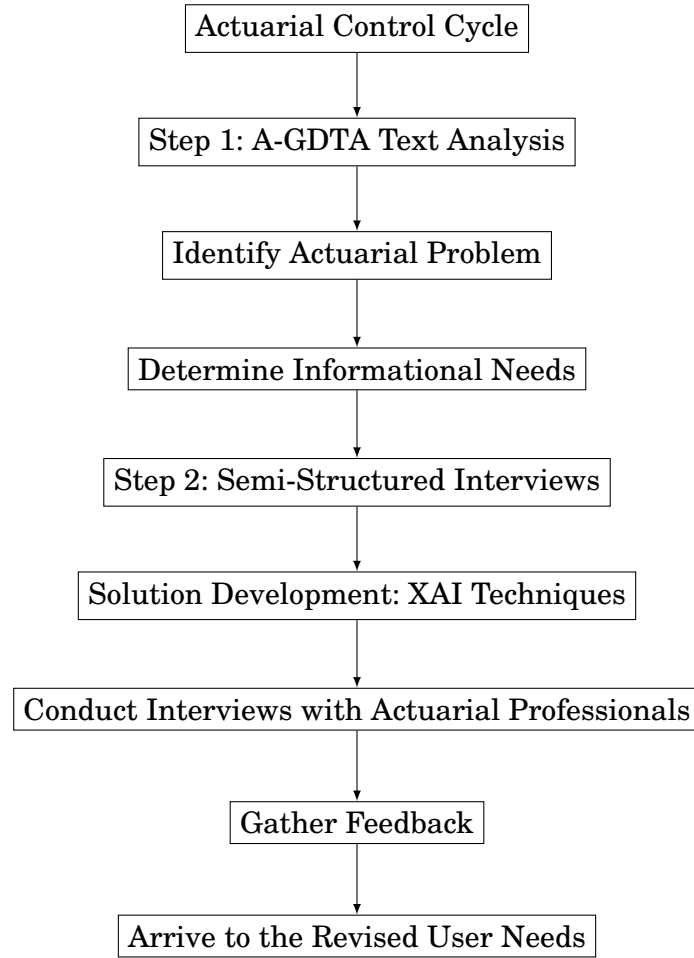 Actuarial Control Cycle
Step 1: A-GDTA Text Analysis
Identify Actuarial Problem
Determine Informational Needs
Step 2: Semi-Structured Interviews
Solution Development: XAI Techniques
Conduct Interviews with Actuarial Professionals
Gather Feedback
Arrive to the Revised User Needs